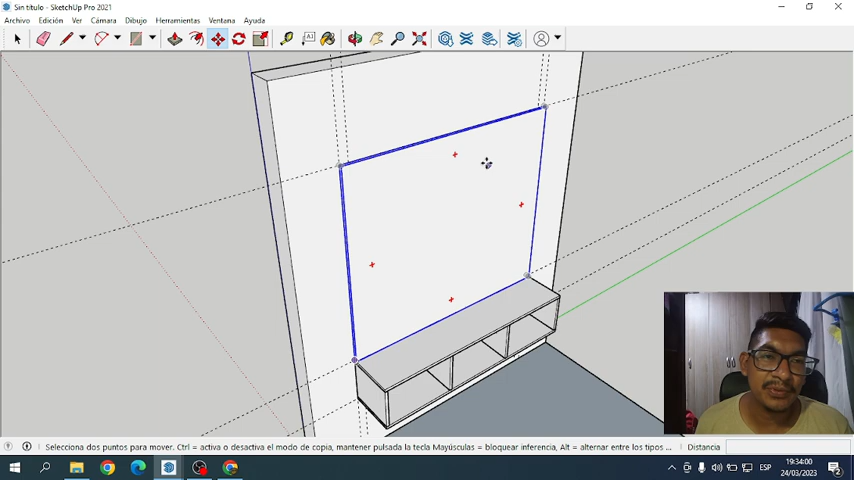 Sin título - SketchUp Pro 2021
Archivo Edición Ver Cámara Dibujo Herramientas Ventana Ayuda
A1
Selecciona dos puntos para mover. Ctrl = activa o desactiva el modo de copia, mantener pulsada la tecla Mayúsculas = bloquear inferencia, Alt = alternar entre los tipos ... Distancia
ESP
19:34:00
24/03/2023
2